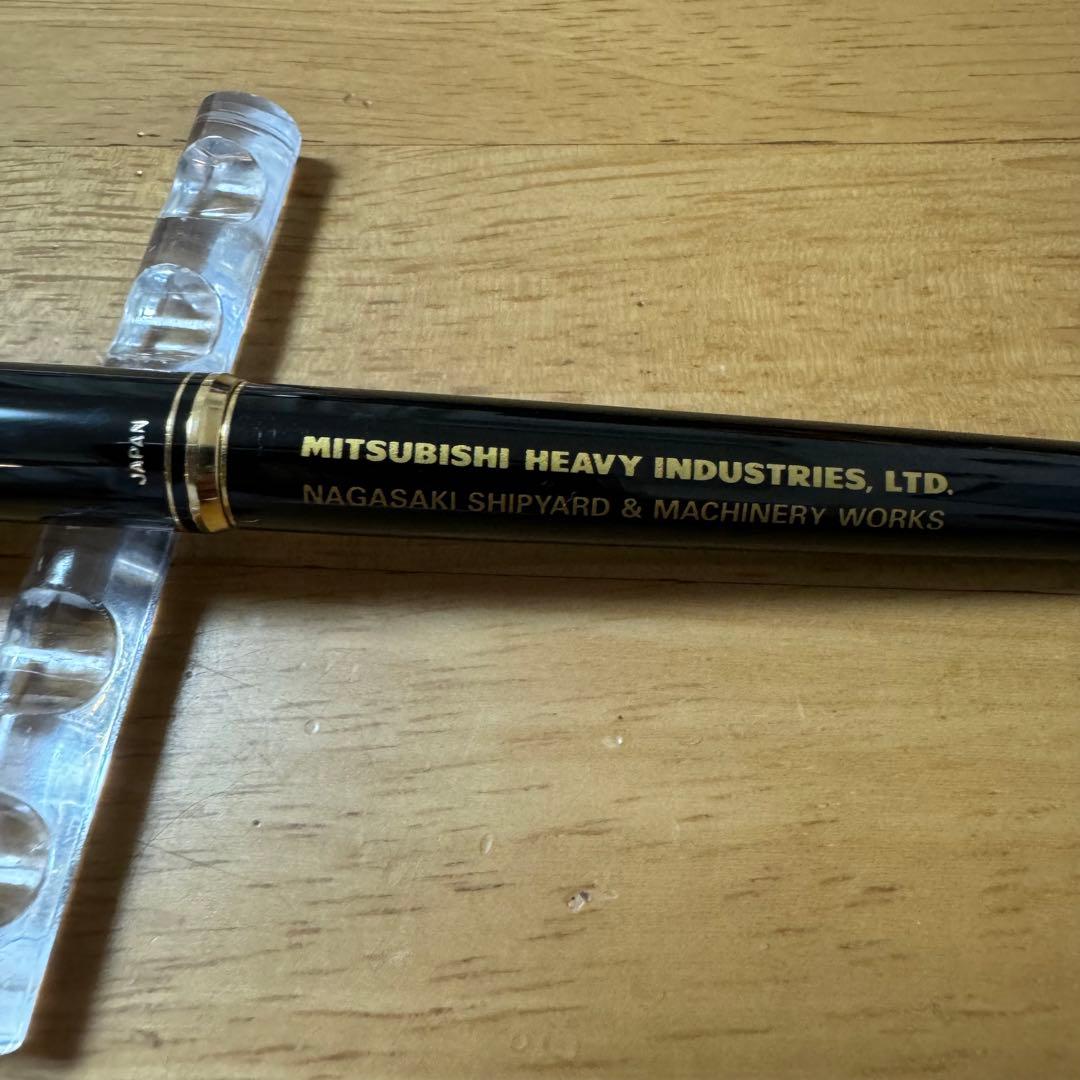 JAPAN
MITSUBISHI HEAVY INDUSTRIES, LTD.
NAGASAKI SHIPYARD & MACHINERY WORKS